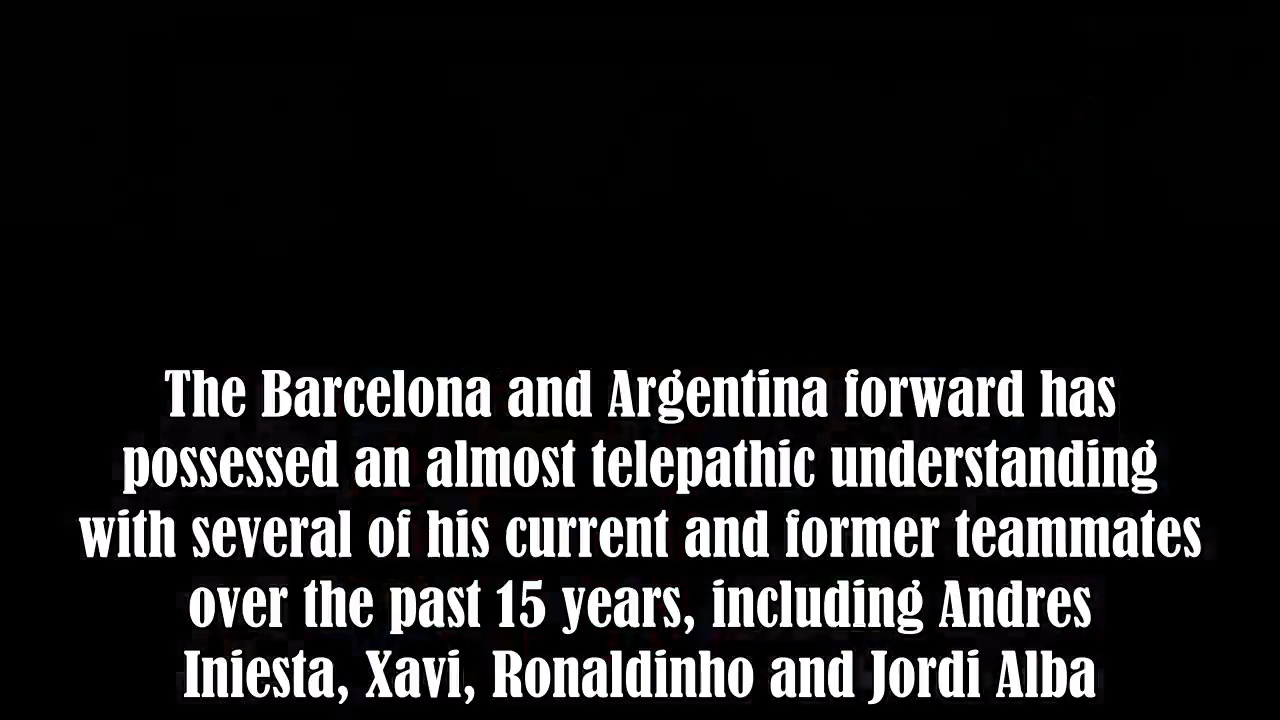 The Barcelona and Argentina forward has
possessed an almost telepathic understanding
with several of his current and former teammates
over the past 15 years, including Andres
Iniesta, Xavi, Ronaldinho and Jordi Alba